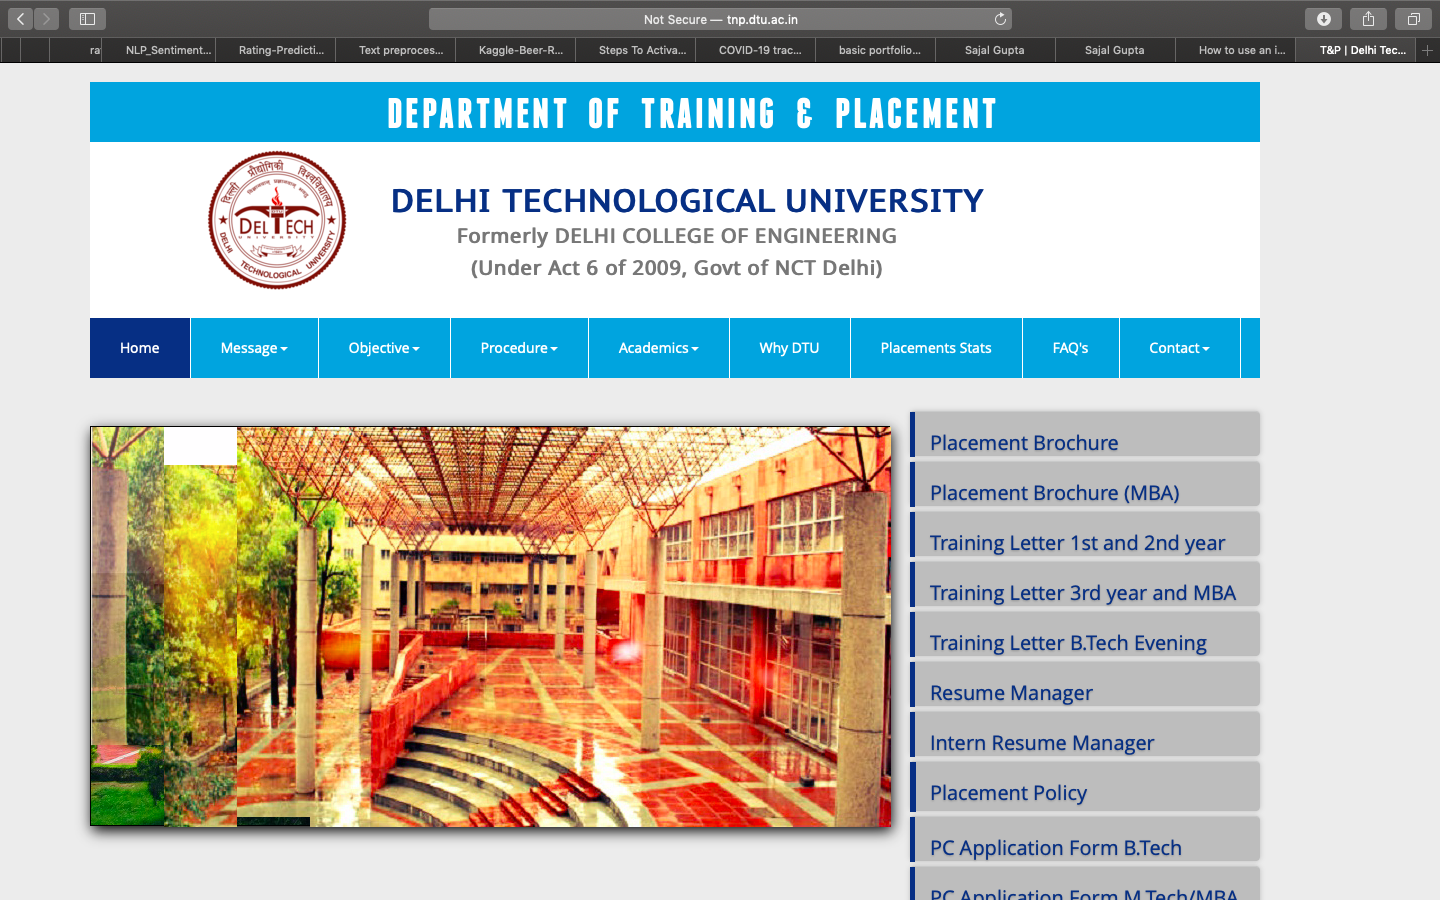 Not Secure — tnp.dtu.ac.in
NLP_Sentiment...
Rating-Predicti...
Text preproces...
Kaggle-Beer-R...
Steps To Activa...
COVID-19 trac...
basic portfolio...
Sajal Gupta
Sajal Gupta
How to use an i...
T&P | Delhi Tec...
DEPARTMENT OF TRAINING & PLACEMENT
दिल्ली प्रौद्योगिकी विश्वविद्यालय
DELTECH
UNIVERSITY
DELHI TECHNOLOGICAL UNIVERSITY
DELHI TECHNOLOGICAL UNIVERSITY
Formerly DELHI COLLEGE OF ENGINEERING
(Under Act 6 of 2009, Govt of NCT Delhi)
Home
Message
Objective
Procedure
Academics
Why DTU
Placements Stats
FAQ's
Contact
Placement Brochure
Placement Brochure (MBA)
Training Letter 1st and 2nd year
Training Letter 3rd year and MBA
Training Letter B.Tech Evening
Resume Manager
Intern Resume Manager
Placement Policy
PC Application Form B.Tech
PC Application Form M.Tech/MBA